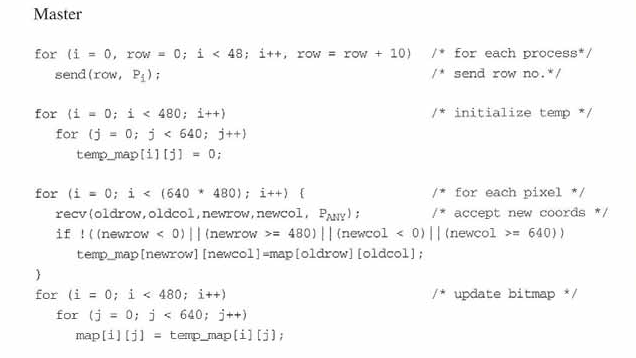 Master
for (i = 0, row = 0; i < 48; i++, row = row + 10) /* for each process*/
send(row, Pi); /* send row no.*/
for (i = 0; i < 480; i++) /* initialize temp */
for (j = 0; j < 640; j++)
temp_map[i][j] = 0;
for (i = 0; i < (640 * 480); i++) { /* for each pixel */
recv(oldrow,oldcol,newrow,newcol, PANY); /* accept new coords */
if !((newrow < 0)||(newrow >= 480)||(newcol < 0)||(newcol >= 640))
temp_map[newrow][newcol]=map[oldrow][oldcol];
}
for (i = 0; i < 480; i++) /* update bitmap */
for (j = 0; j < 640; j++)
map[i][j] = temp_map[i][j];